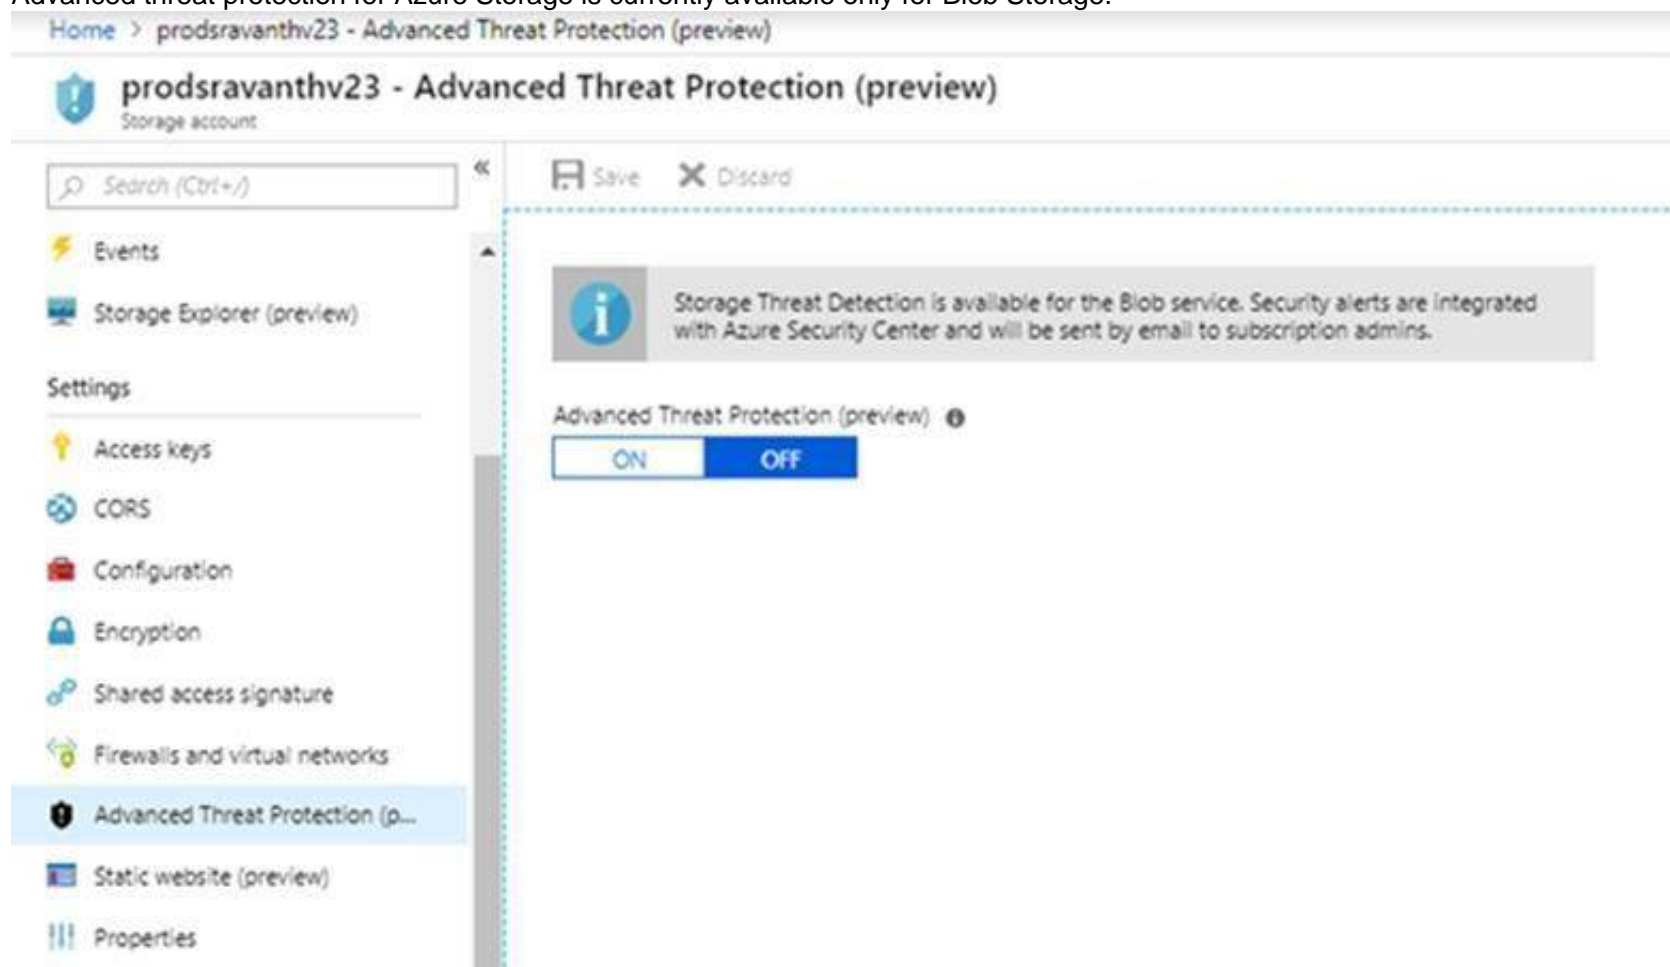 Advanced threat protection for Azure Storage is currently available only for Blob Storage.
Home > prodsravanthv23 - Advanced Threat Protection (preview)
prodsravanthv23 - Advanced Threat Protection (preview)
Storage account
Search (Ctrl+/)
«
Save
Discard
Events
Storage Explorer (preview)
Settings
Access keys
CORS
Configuration
Encryption
Shared access signature
Firewalls and virtual networks
Advanced Threat Protection (p...
Static website (preview)
Properties
Storage Threat Detection is available for the Blob service. Security alerts are integrated
with Azure Security Center and will be sent by email to subscription admins.
Advanced Threat Protection (preview)
ON
OFF